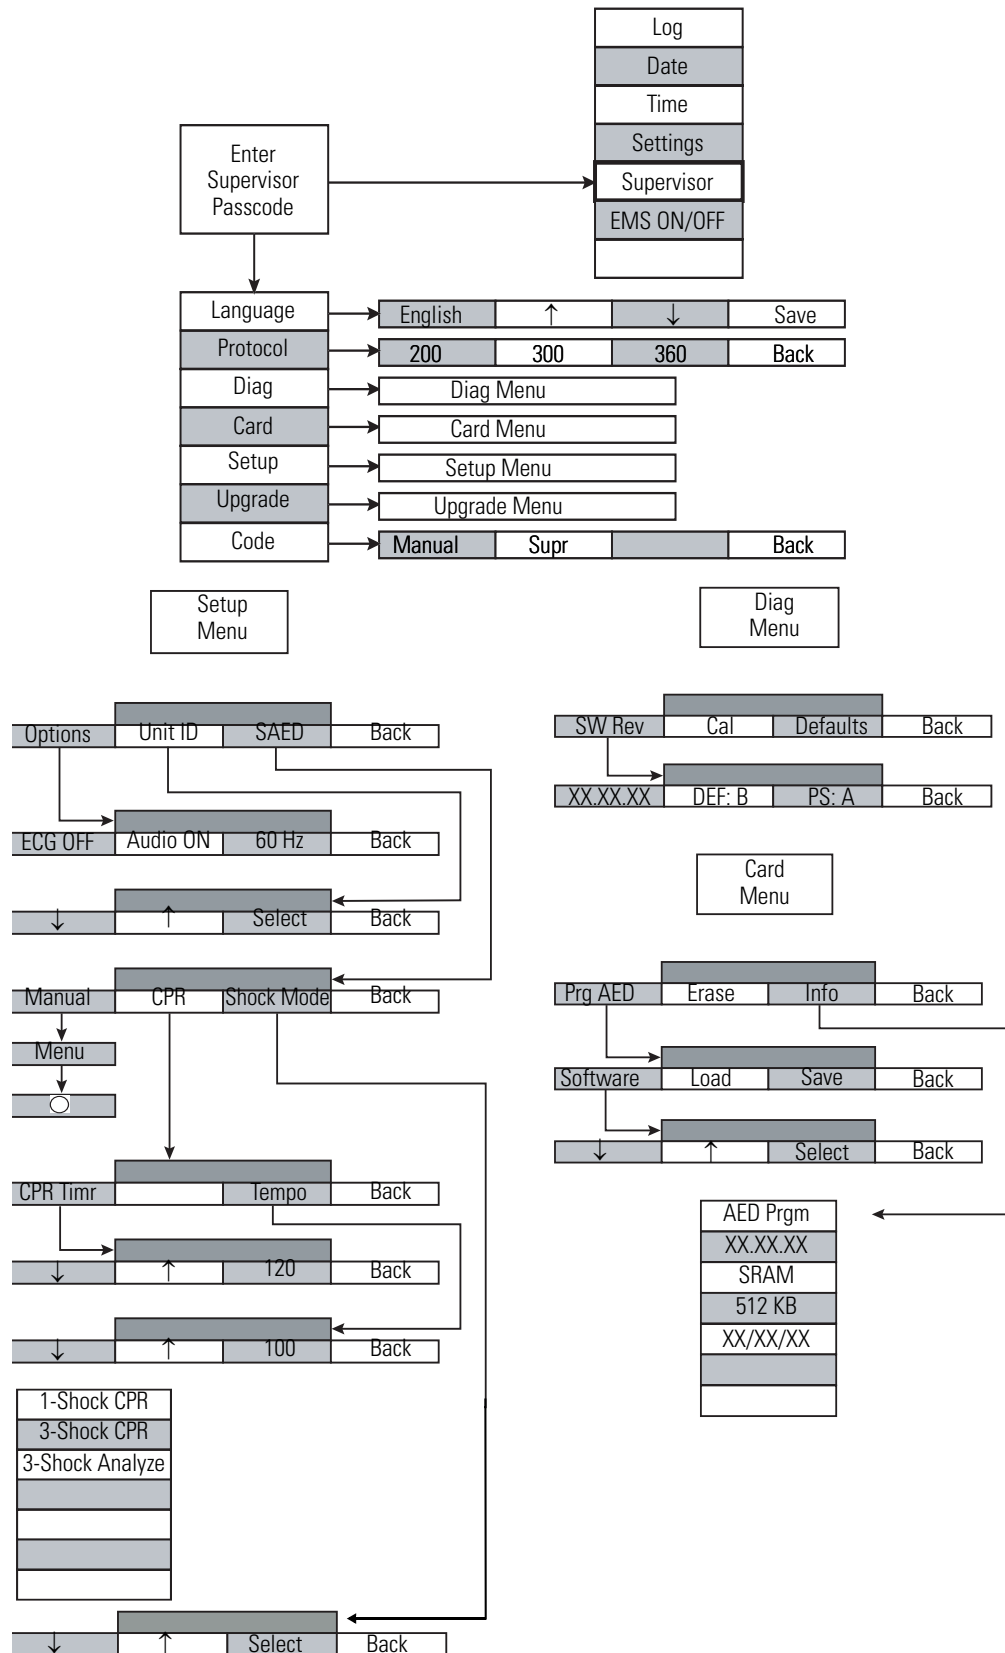 Log
Date
Time
Settings
Supervisor
EMS ON/OFF
Enter
Supervisor
Passcode
Language
English ↑ ↓ Save
Protocol
200 300 360 Back
Diag
Diag Menu
Card
Card Menu
Setup
Setup Menu
Upgrade
Upgrade Menu
Code
Manual Supr Back
Setup
Menu
Options Unit ID SAED Back
ECG OFF Audio ON 60 Hz Back
↓ ↑ Select Back
Manual CPR Shock Mode Back
Menu
CPR Timr Tempo Back
↓ ↑ 120 Back
↓ ↑ 100 Back
1-Shock CPR
3-Shock CPR
3-Shock Analyze
↓ ↑ Select Back
Diag
Menu
SW Rev Cal Defaults Back
XX.XX.XX DEF: B PS: A Back
Card
Menu
Prg AED Erase Info Back
Software Load Save Back
↓ ↑ Select Back
AED Prgm
XX.XX.XX
SRAM
512 KB
XX/XX/XX